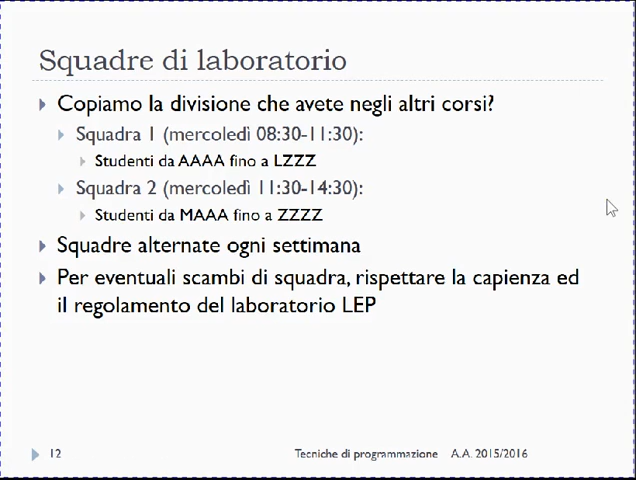 Squadre di laboratorio
Copiamo la divisione che avete negli altri corsi?
Squadra 1 (mercoledì 08:30-11:30):
Studenti da AAAA fino a LZZZ
Squadra 2 (mercoledì 11:30-14:30):
Studenti da MAAA fino a ZZZZ
Squadre alternate ogni settimana
Per eventuali scambi di squadra, rispettare la capienza ed
il regolamento del laboratorio LEP
12
Tecniche di programmazione A.A. 2015/2016